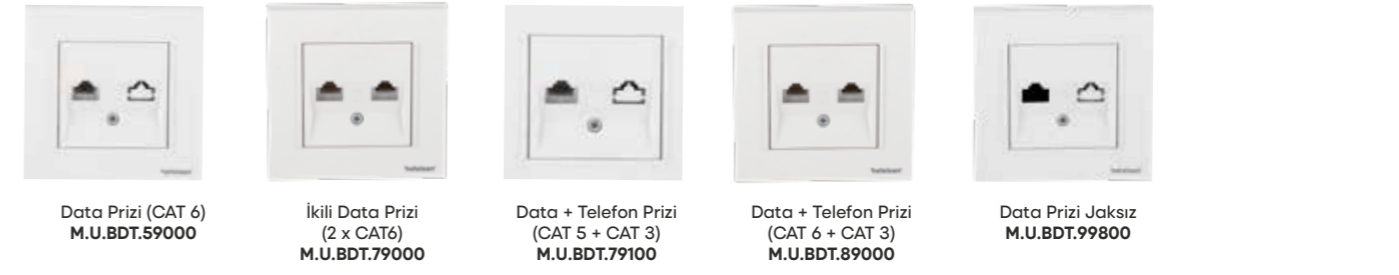 Data Prizi (CAT 6)
M.U.BDT.59000
İkili Data Prizi
(2 x CAT6)
M.U.BDT.79000
Data + Telefon Prizi
(CAT 5 + CAT 3)
M.U.BDT.79100
Data + Telefon Prizi
(CAT 6 + CAT 3)
M.U.BDT.89000
Data Prizi Jaksız
M.U.BDT.99800